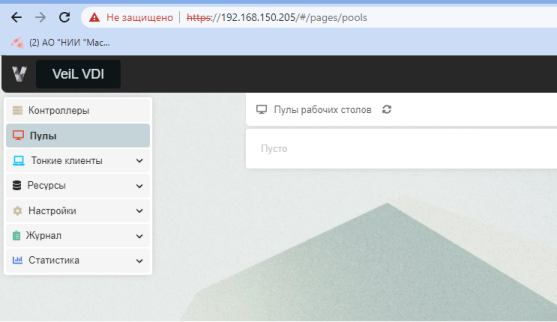 Не защищено https://192.168.150.205/#/pages/pools
(2) АО "НИИ "Мас...
VeiL VDI
Контроллеры
Пулы рабочих столов
Пулы
Пусто
Тонкие клиенты
Ресурсы
Настройки
Журнал
Статистика